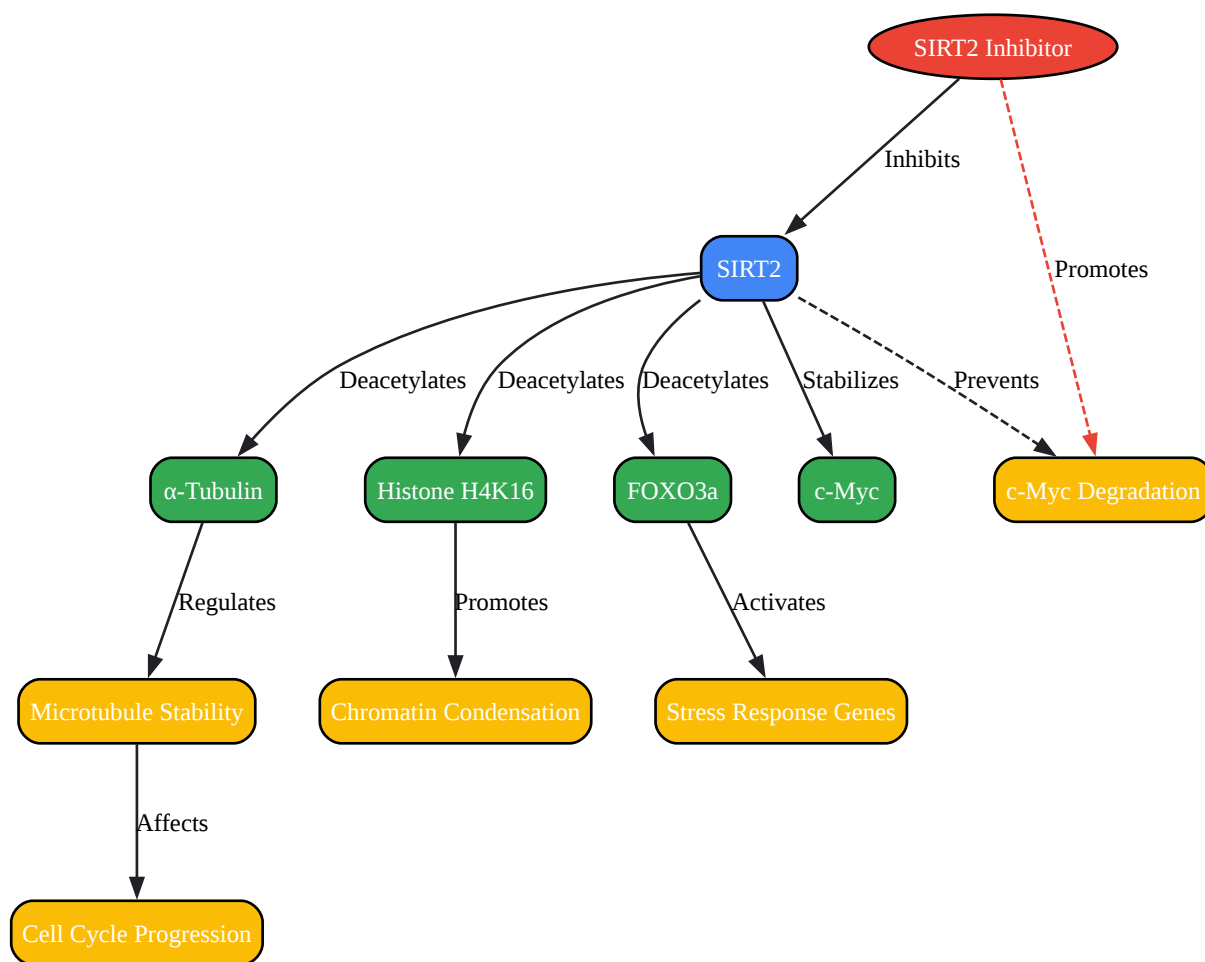 SIRT2 Inhibitor
Inhibits
Promotes
SIRT2
Deacetylates
Deacetylates
Deacetylates
Stabilizes
Prevents
α-Tubulin
Histone H4K16
FOXO3a
c-Myc
c-Myc Degradation
Regulates
Promotes
Activates
Microtubule Stability
Chromatin Condensation
Stress Response Genes
Affects
Cell Cycle Progression